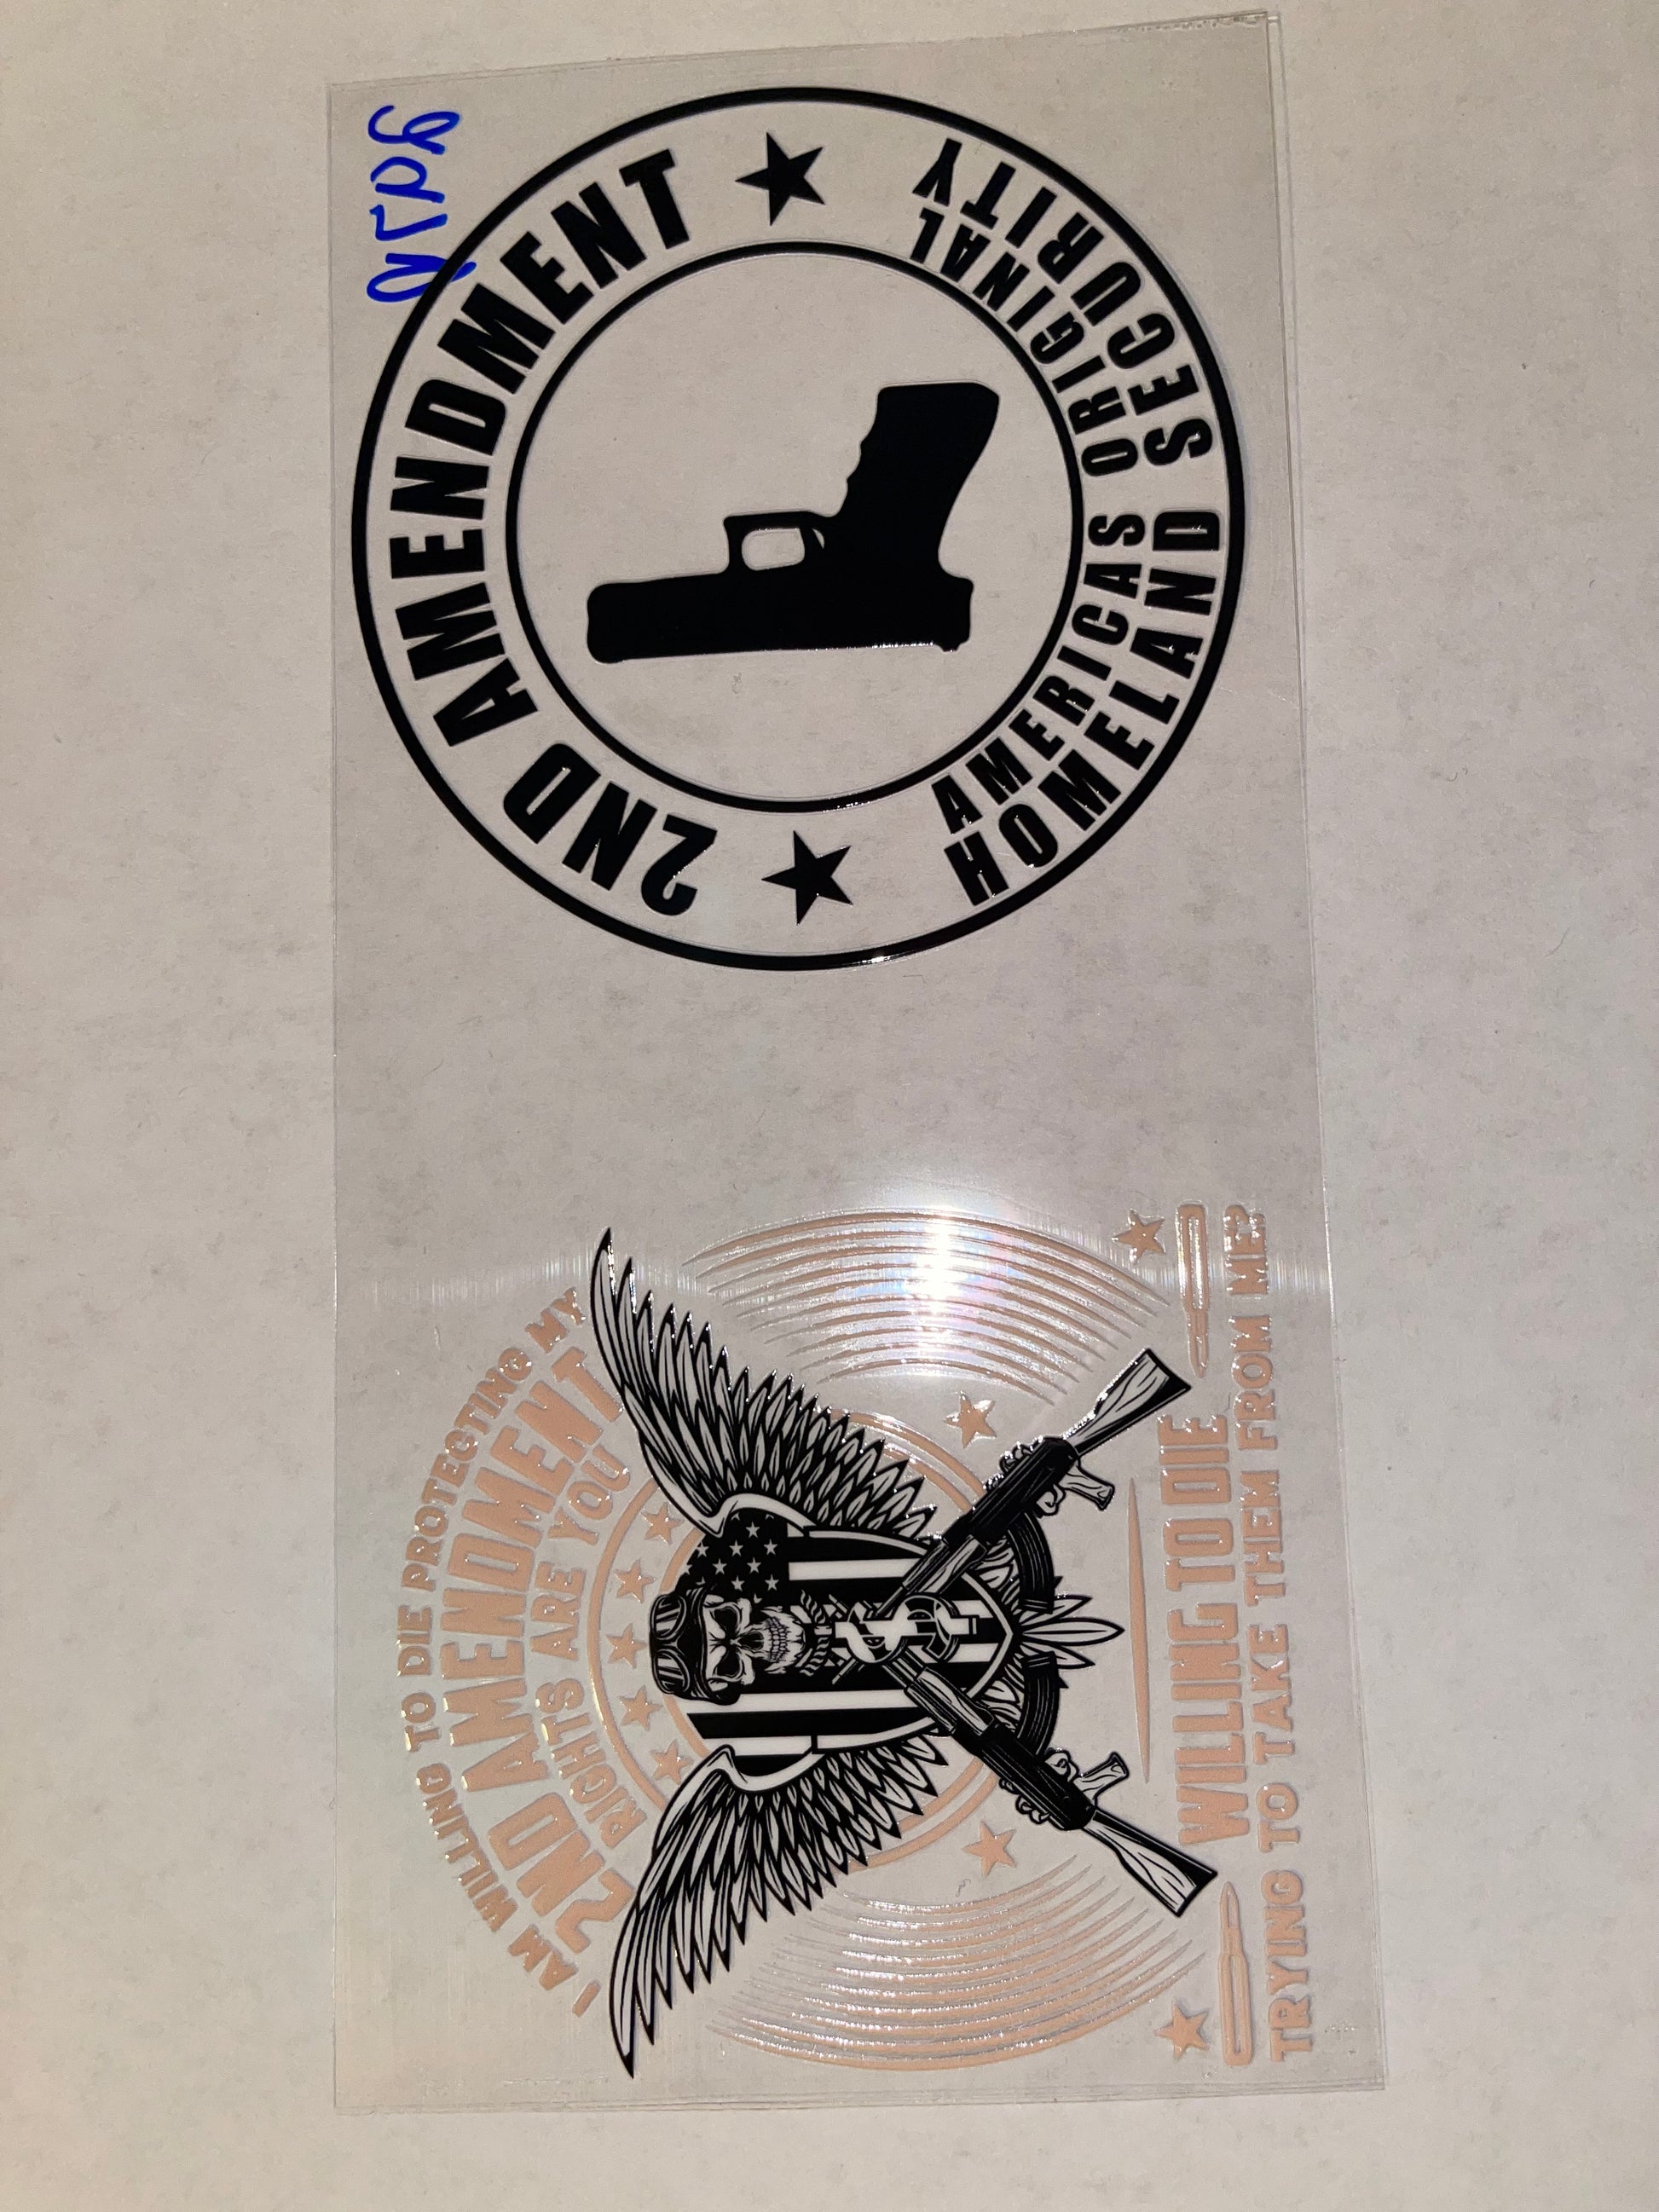 I AM WILLING TO DIE PROTECTING MY
2ND AMENDMENT
RIGHTS ARE YOU
WILLING TO DIE
TRYING TO TAKE THEM FROM ME?
2ND AMENDMENT
AMERICAS ORIGINAL
HOMELAND SECURITY